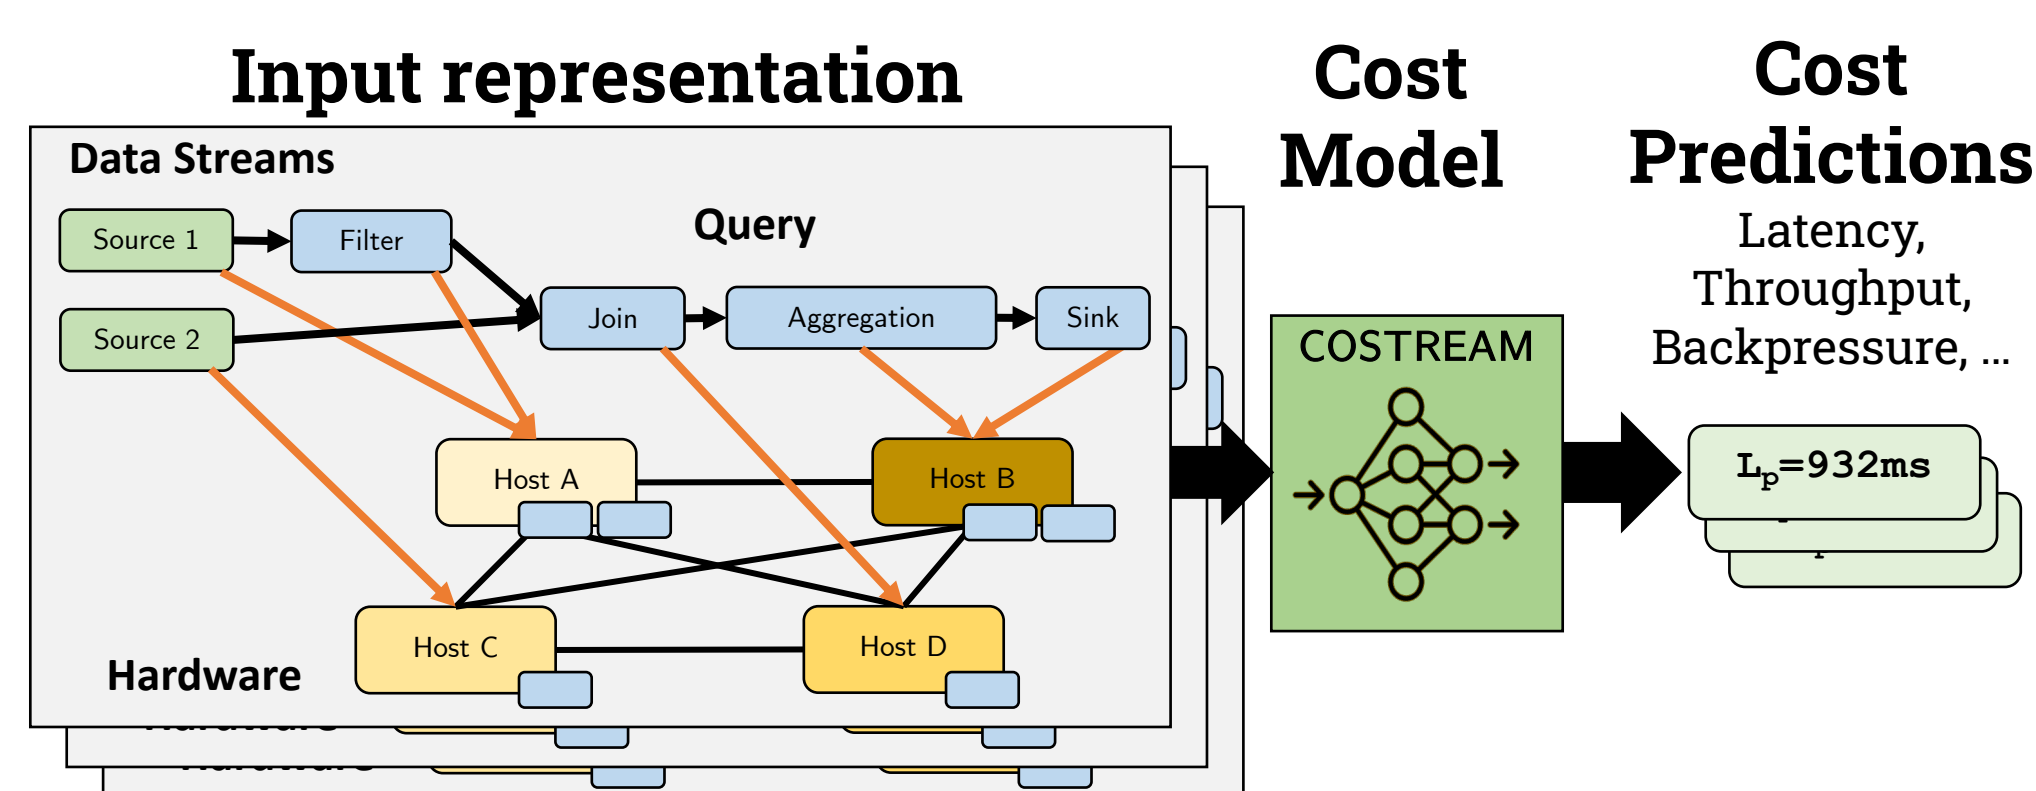 Input representation
Cost
Model
Cost
Predictions
Latency,
Throughput,
Backpressure, ...
Data Streams
Query
Source 1
Filter
Source 2
Join
Aggregation
Sink
Host A
Host B
Host C
Host D
Hardware
COSTREAM
Lp=932ms